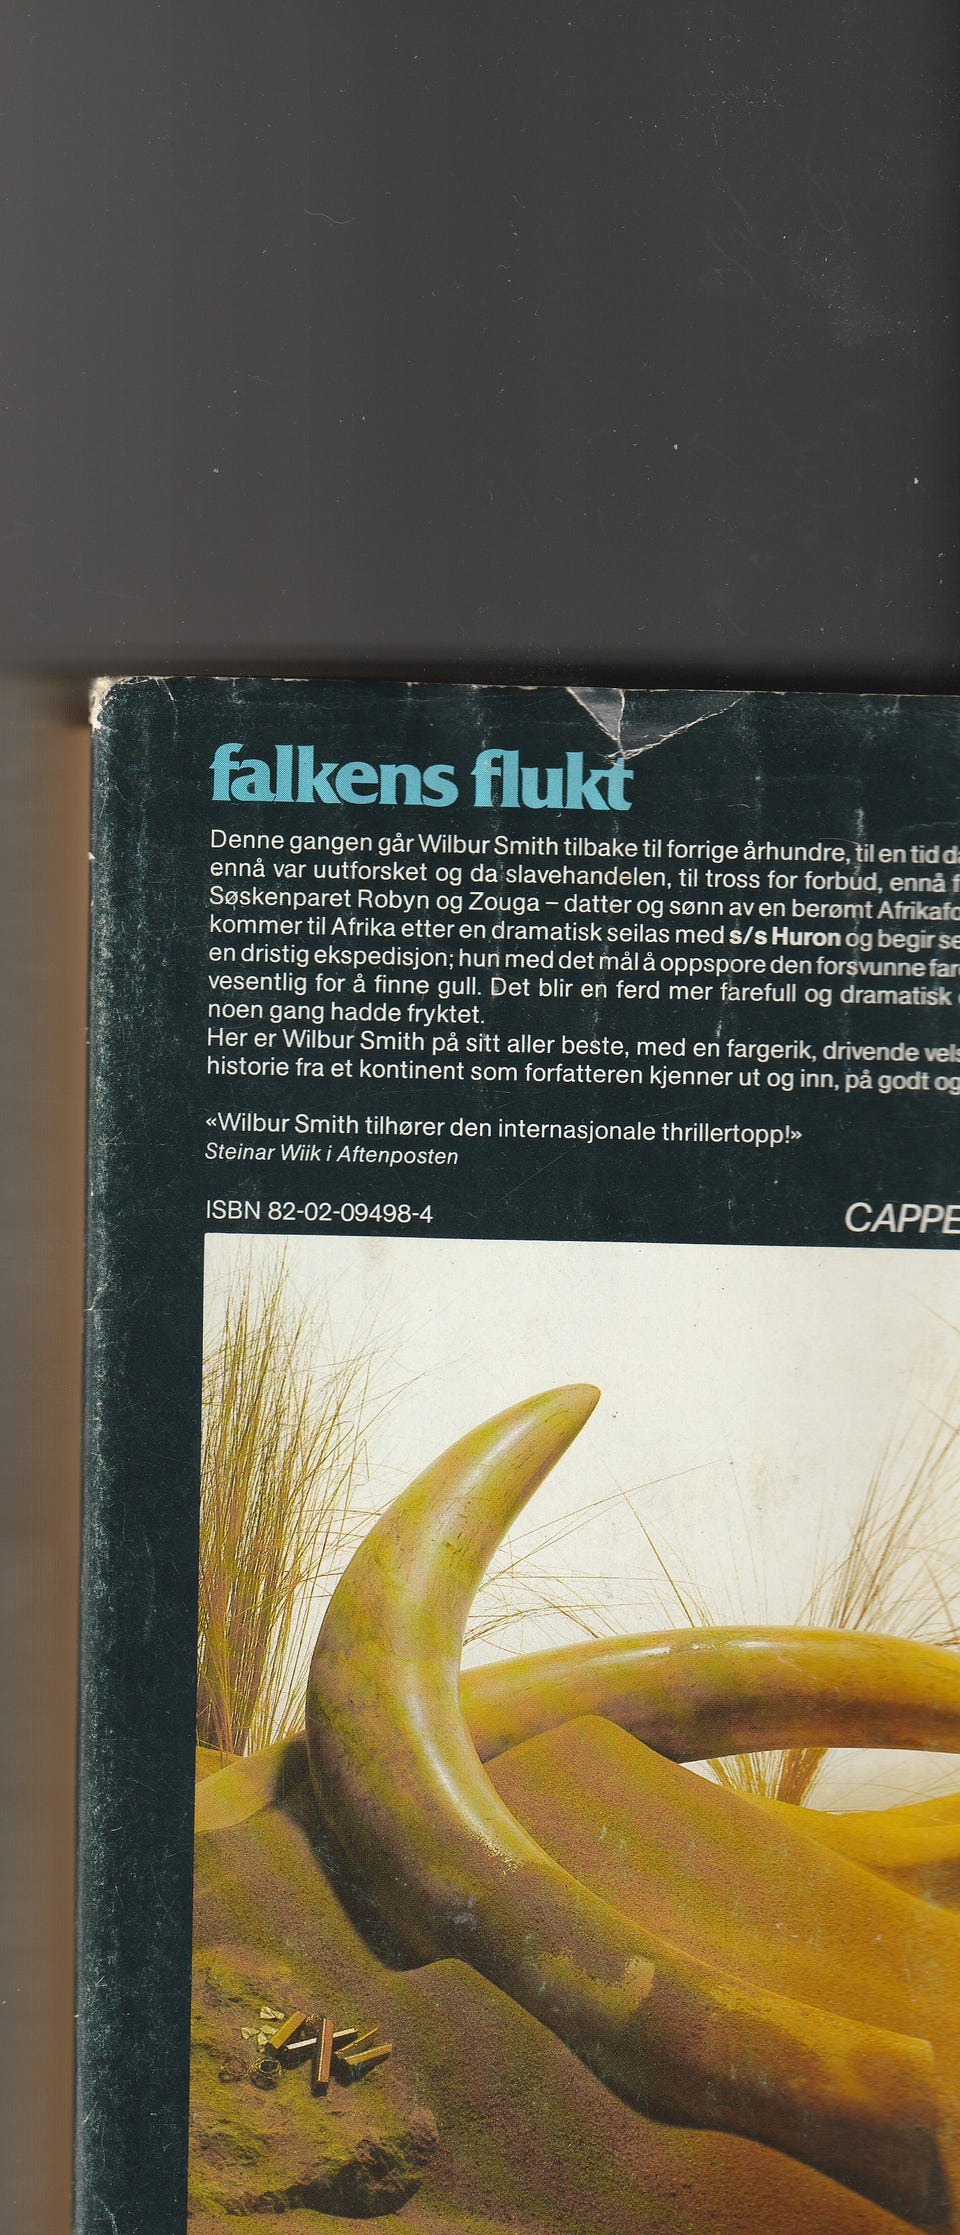 falkens flukt
Denne gangen går Wilbur Smith tilbake til forrige århundre, til en tid
ennå var uutforsket og da slavehandelen, til tross for forbud, ennå
Søskenparet Robyn og Zouga – datter og sønn av en berømt
kommer til Afrika etter en dramatisk seilas med s/s Huron og begir
en dristig ekspedisjon; hun med det mål å oppspore den forsvunne
vesentlig for å finne gull. Det blir en ferd mer farefull og dramatisk
noen gang hadde fryktet.
Her er Wilbur Smith på sitt aller beste, med en fargerik, drivende
historie fra et kontinent som forfatteren kjenner ut og inn, på godt og
«Wilbur Smith tilhører den internasjonale thrillertopp!»
Steinar Wiik i Aftenposten
ISBN 82-02-09498-4
CAPPE